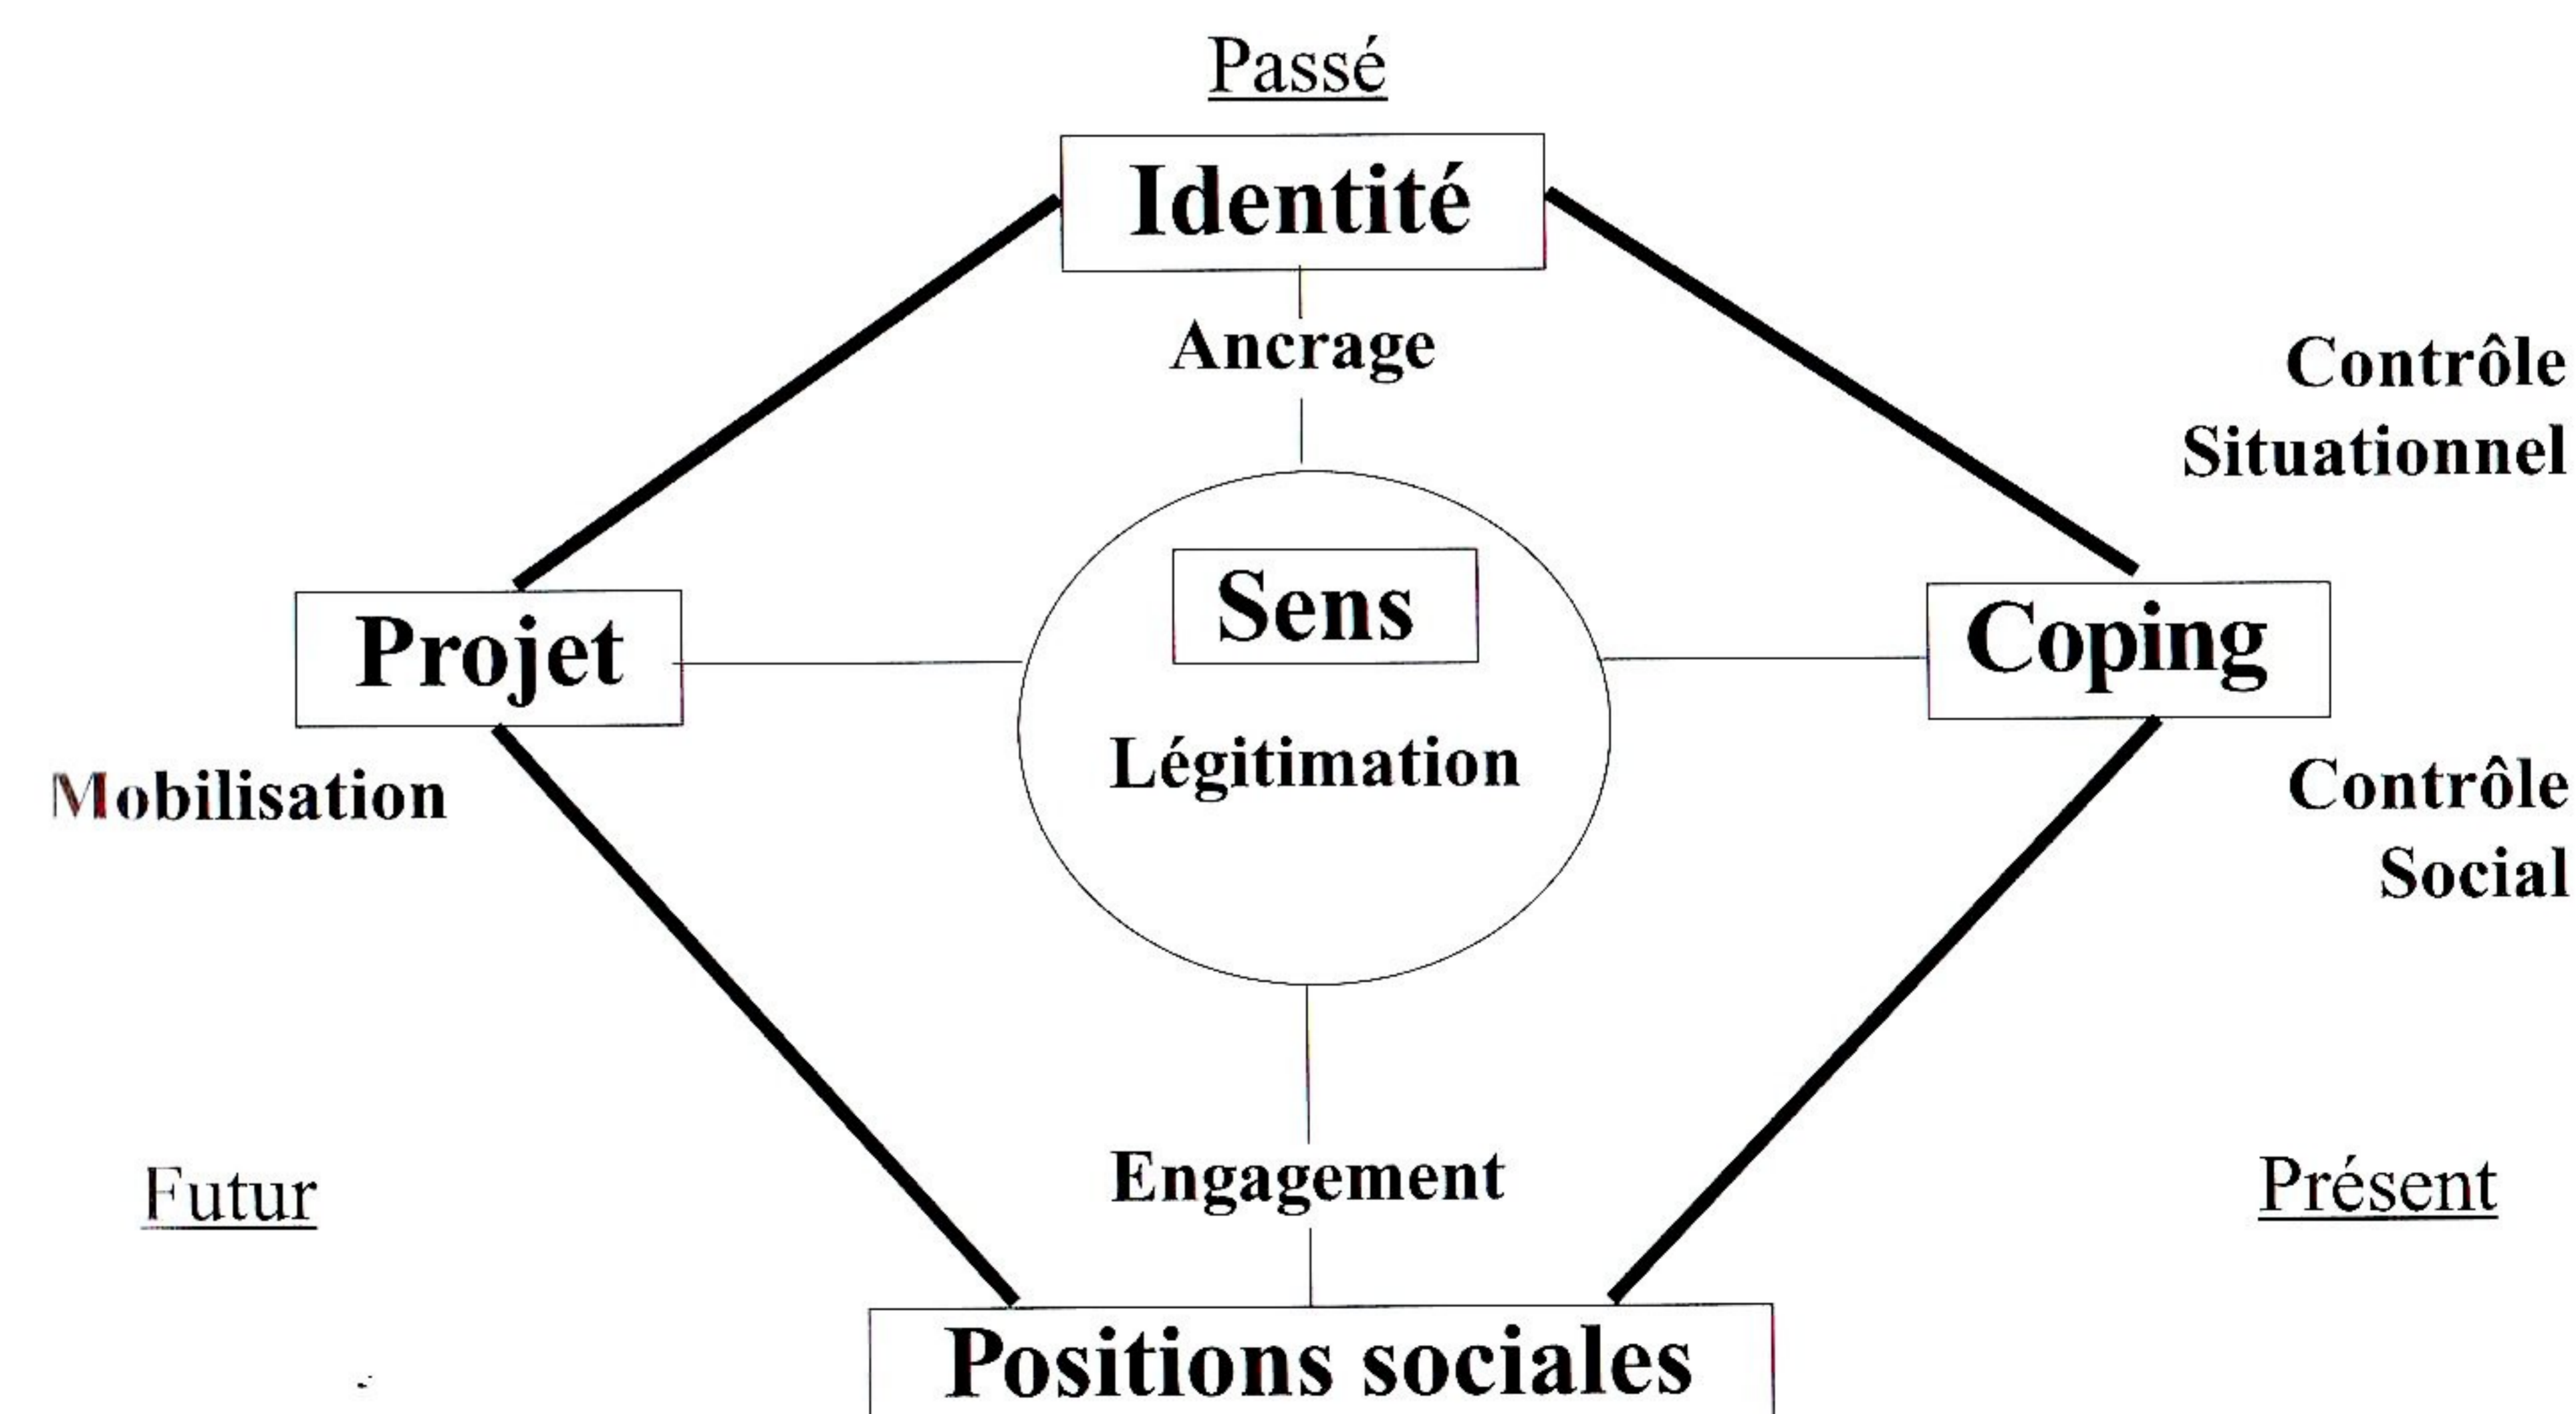 Passé
Identité
Ancrage
Contrôle
Situationnel
Sens
Projet
Coping
Légitimation
Mobilisation
Contrôle
Social
Engagement
Futur
Présent
Positions sociales